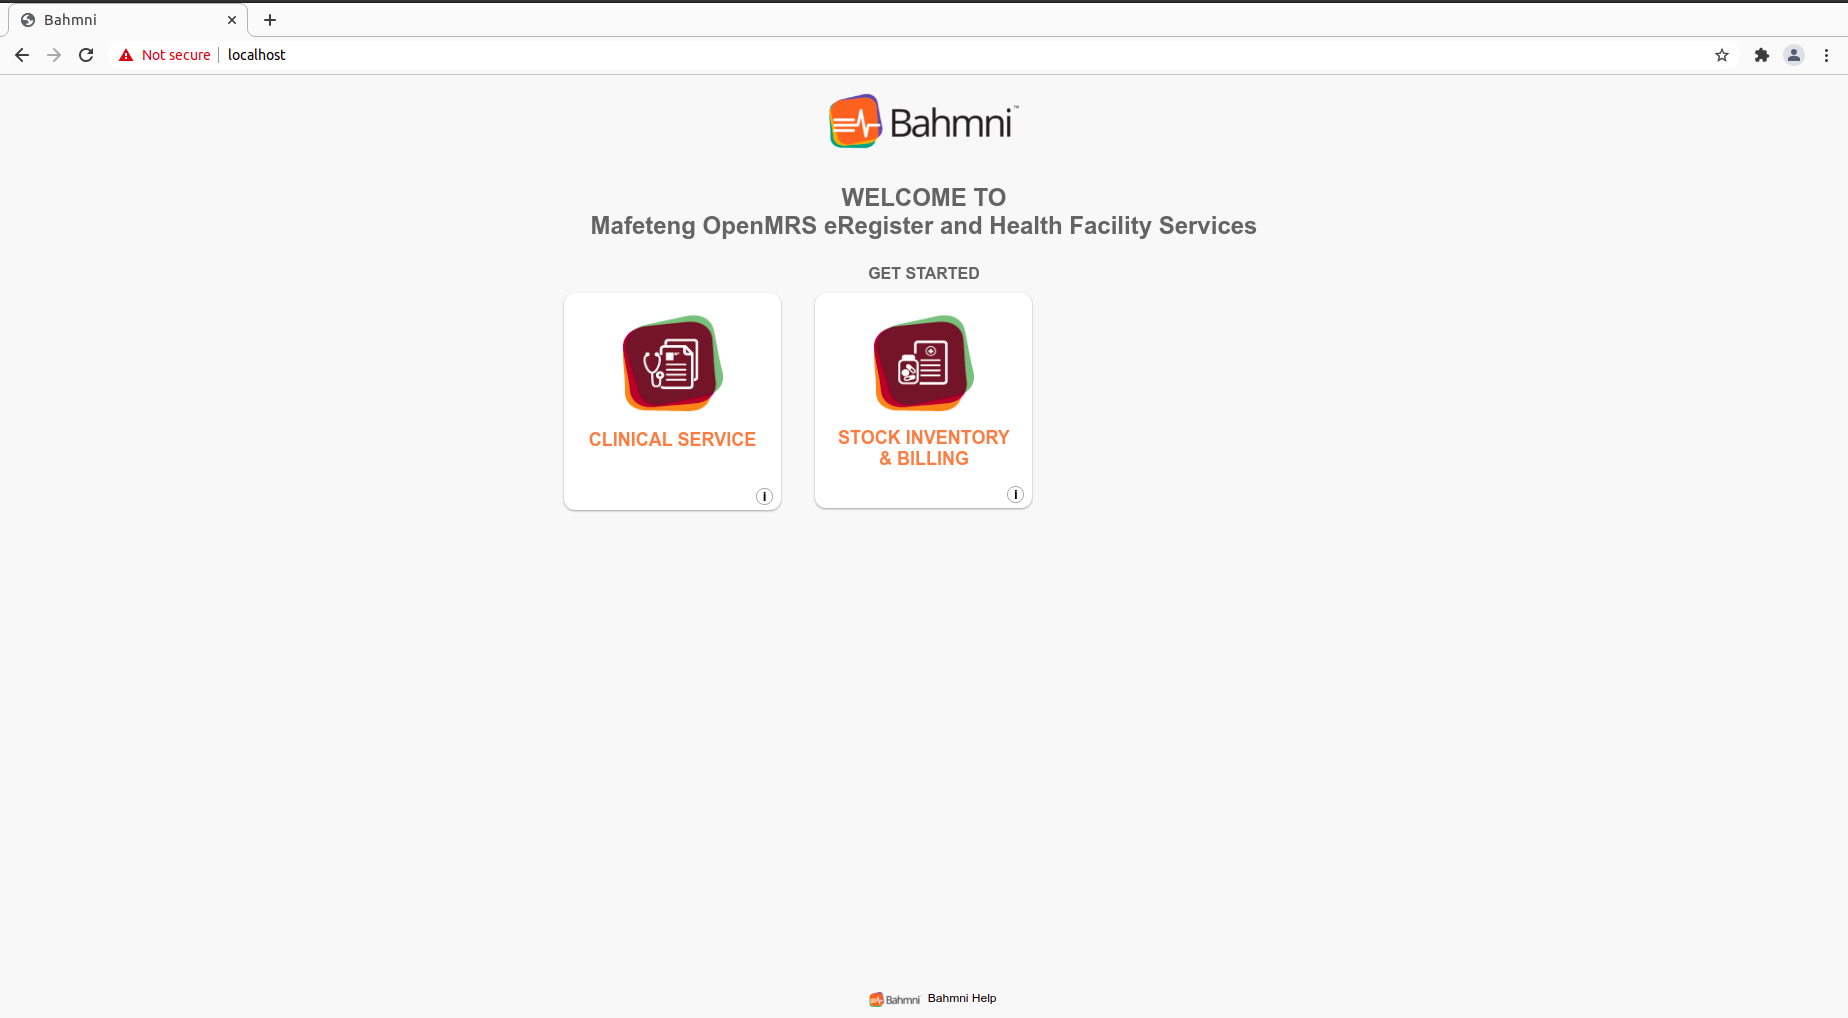 Bahmni
Not secure localhost
Bahmni™
WELCOME TO
Mafeteng OpenMRS eRegister and Health Facility Services
GET STARTED
CLINICAL SERVICE
i
STOCK INVENTORY
& BILLING
i
Bahmni Bahmni Help